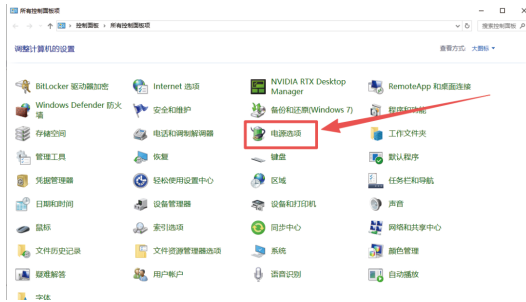 所有控制面板项
控制面板 > 所有控制面板项
搜索控制面板
调整计算机的设置
查看方式: 大图标
BitLocker 驱动器加密
Internet 选项
NVIDIA RTX Desktop
Manager
RemoteApp 和桌面连接
Windows Defender 防火
墙
安全和维护
备份和还原(Windows 7)
程序和功能
存储空间
电话和调制解调器
电源选项
工作文件夹
管理工具
恢复
键盘
默认程序
凭据管理器
轻松使用设置中心
区域
任务栏和导航
日期和时间
设备管理器
设备和打印机
声音
鼠标
索引选项
同步中心
网络和共享中心
文件历史记录
文件资源管理器选项
系统
颜色管理
疑难解答
用户帐户
语音识别
自动播放
字体